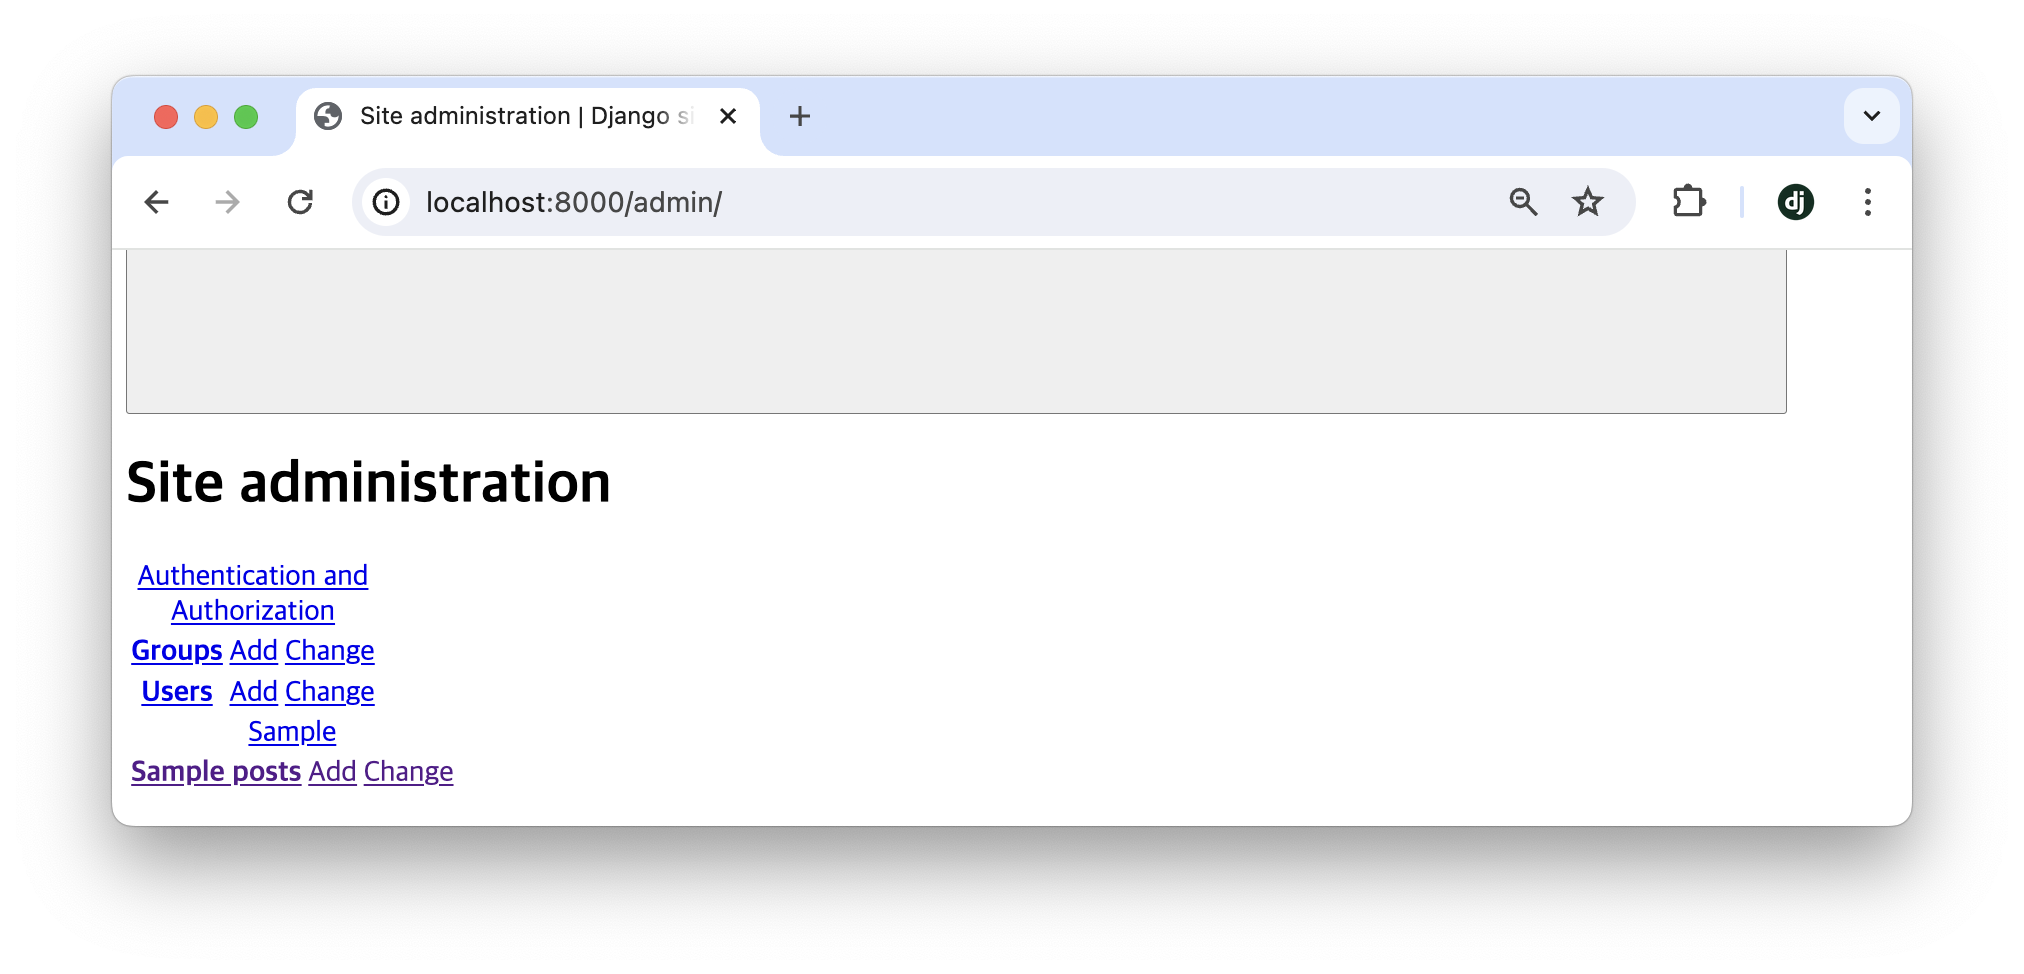 Site administration | Django si
localhost:8000/admin/
dj
Site administration
Authentication and
Authorization
Groups Add Change
Users Add Change
Sample
Sample posts Add Change